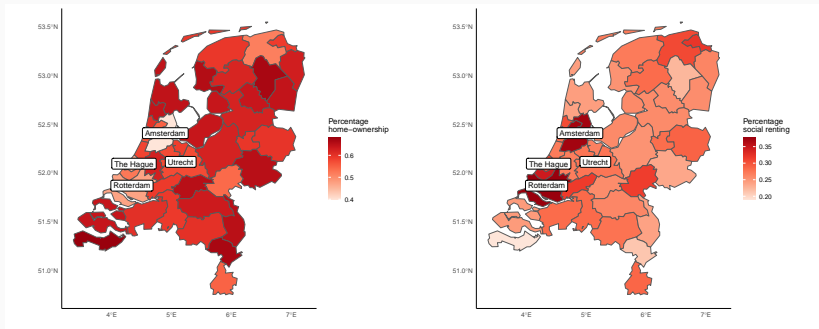 53.5°N
53.0°N
52.5°N
52.0°N
51.5°N
51.0°N
4°E
5°E
6°E
7°E
Amsterdam
The Hague
Utrecht
Rotterdam
Percentage
home−ownership
0.6
0.5
0.4
53.5°N
53.0°N
52.5°N
52.0°N
51.5°N
51.0°N
4°E
5°E
6°E
7°E
Amsterdam
The Hague
Utrecht
Rotterdam
Percentage
social renting
0.35
0.30
0.25
0.20